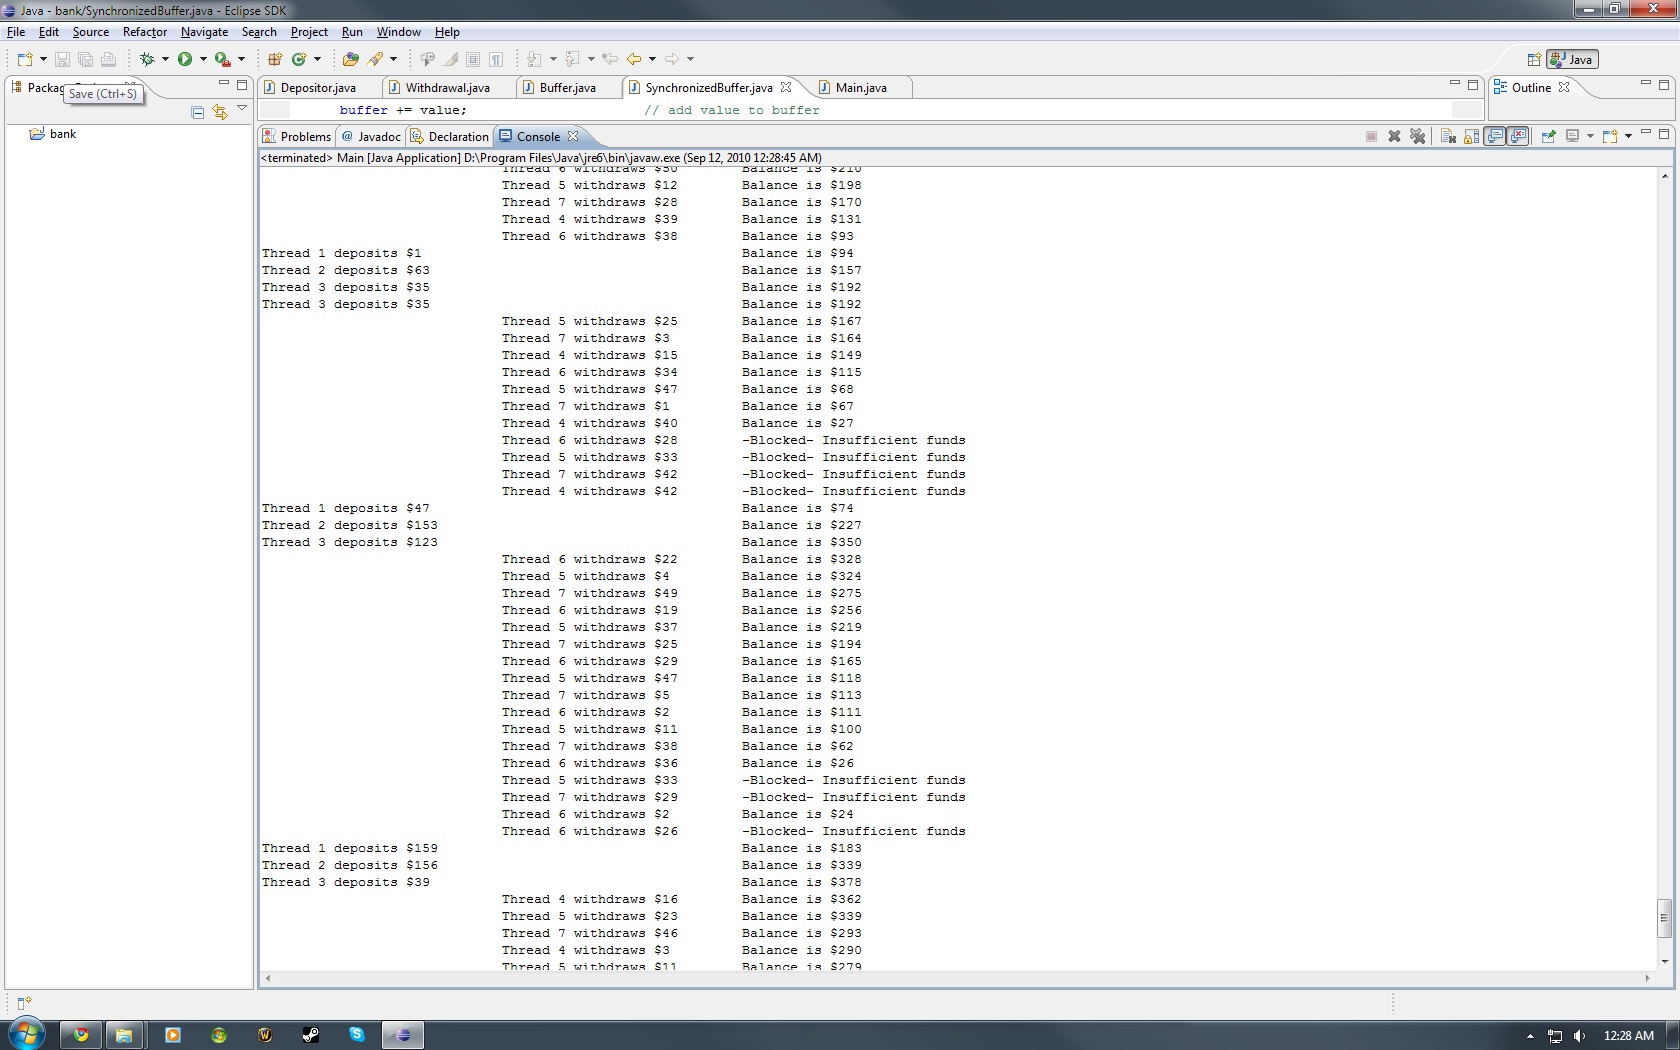 Java - bank/SynchronizedBuffer.java - Eclipse SDK
File Edit Source Refactor Navigate Search Project Run Window Help
Java
Save (Ctrl+S)
Depositor.java Withdrawal.java Buffer.java SynchronizedBuffer.java Main.java
Outline
bank
buffer += value; // add value to buffer
Problems @ Javadoc Declaration Console
<terminated> Main [Java Application] D:\Program Files\Java\jre6\bin\javaw.exe (Sep 12, 2010 12:28:45 AM)
Thread 6 withdraws $50 Balance is $210
Thread 5 withdraws $12 Balance is $198
Thread 7 withdraws $28 Balance is $170
Thread 4 withdraws $39 Balance is $131
Thread 6 withdraws $38 Balance is $93
Thread 1 deposits $1 Balance is $94
Thread 2 deposits $63 Balance is $157
Thread 3 deposits $35 Balance is $192
Thread 3 deposits $35 Balance is $192
Thread 5 withdraws $25 Balance is $167
Thread 7 withdraws $3 Balance is $164
Thread 4 withdraws $15 Balance is $149
Thread 6 withdraws $34 Balance is $115
Thread 5 withdraws $47 Balance is $68
Thread 7 withdraws $1 Balance is $67
Thread 4 withdraws $40 Balance is $27
Thread 6 withdraws $28 -Blocked- Insufficient funds
Thread 5 withdraws $33 -Blocked- Insufficient funds
Thread 7 withdraws $42 -Blocked- Insufficient funds
Thread 4 withdraws $42 -Blocked- Insufficient funds
Thread 1 deposits $47 Balance is $74
Thread 2 deposits $153 Balance is $227
Thread 3 deposits $123 Balance is $350
Thread 6 withdraws $22 Balance is $328
Thread 5 withdraws $4 Balance is $324
Thread 7 withdraws $49 Balance is $275
Thread 6 withdraws $19 Balance is $256
Thread 5 withdraws $37 Balance is $219
Thread 7 withdraws $25 Balance is $194
Thread 6 withdraws $29 Balance is $165
Thread 5 withdraws $47 Balance is $118
Thread 7 withdraws $5 Balance is $113
Thread 6 withdraws $2 Balance is $111
Thread 5 withdraws $11 Balance is $100
Thread 7 withdraws $38 Balance is $62
Thread 6 withdraws $36 Balance is $26
Thread 5 withdraws $33 -Blocked- Insufficient funds
Thread 7 withdraws $29 -Blocked- Insufficient funds
Thread 6 withdraws $2 Balance is $24
Thread 6 withdraws $26 -Blocked- Insufficient funds
Thread 1 deposits $159 Balance is $183
Thread 2 deposits $156 Balance is $339
Thread 3 deposits $39 Balance is $378
Thread 4 withdraws $16 Balance is $362
Thread 5 withdraws $23 Balance is $339
Thread 7 withdraws $46 Balance is $293
Thread 4 withdraws $3 Balance is $290
Thread 5 withdraws $11 Balance is $279
12:28 AM